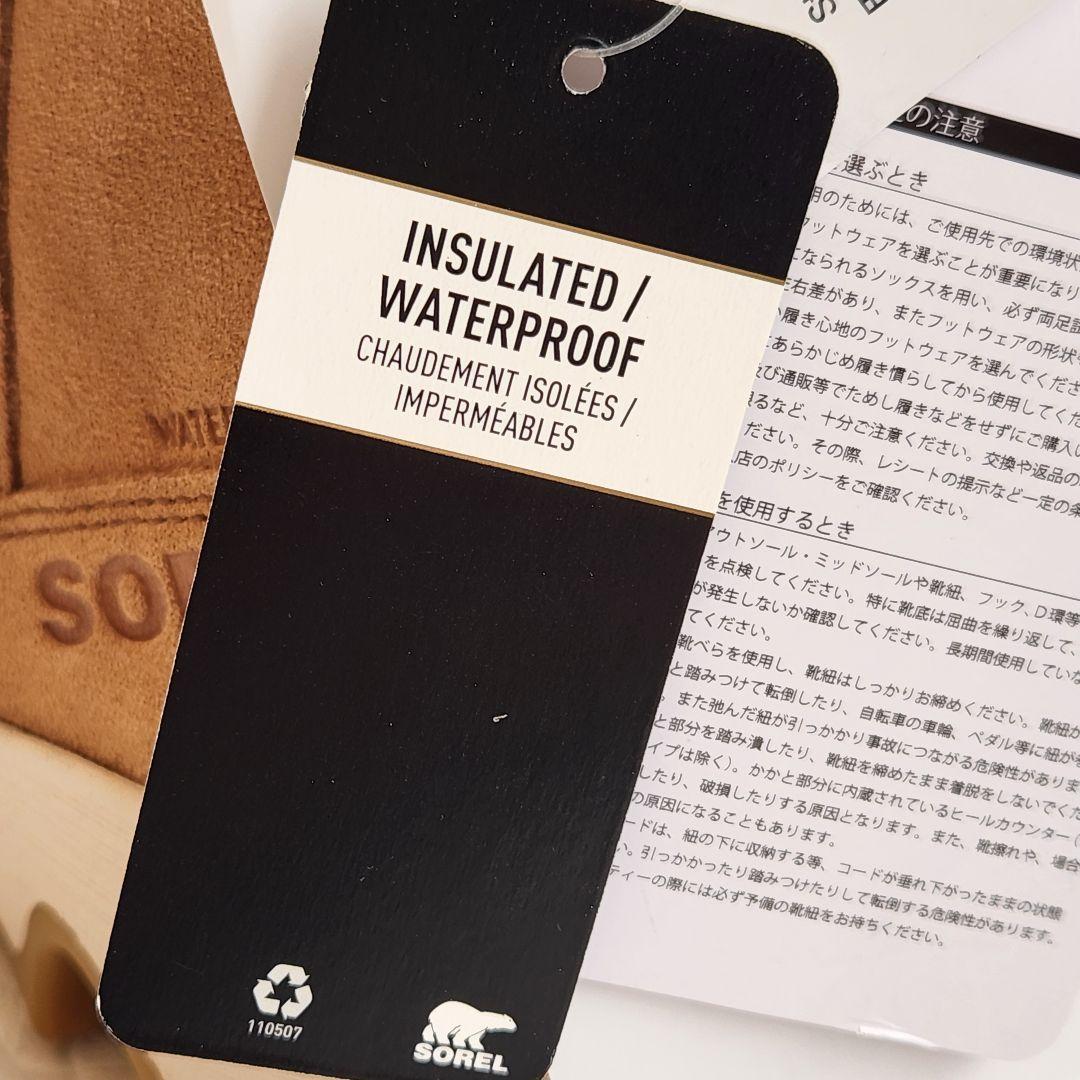 INSULATED /
WATERPROOF
CHAUDEMENT ISOLÉES /
IMPERMÉABLES
110507
SOREL
WATER
SO
の注意
選ぶとき
用のためには、ご使用先での環境状
ットウェアを選ぶことが重要になり
なられるソックスを用い、必ず両足試
左右差があり、またフットウェアの形状
履き心地のフットウェアを選んでくださ
あらかじめ履き慣らしてから使用してくだ
及び通販等でためし履きなどをせずにご購入い
限るなど、十分ご注意ください。交換や返品の
ださい。その際、レシートの提示など一定の条
店のポリシーをご確認ください。
を使用するとき
アウトソール・ミッドソールや靴紐、フック、D環等
を点検してください。特に靴底は屈曲を繰り返して、
が発生しないか確認してください。長期間使用していな
てください。
靴べらを使用し、靴紐はしっかりお締めください。靴紐が
と踏みつけて転倒したり、自転車の車輪、ペダル等に紐が
。また弛んだ紐が引っかかり事故につながる危険性がありま
と部分を踏み潰したり、靴紐を締めたまま着脱をしないでくだ
イプは除く）。かかと部分に内蔵されているヒールカウンター（
したり、破損したりする原因となります。また、靴擦れや、場合
の原因になることもあります。
ードは、紐の下に収納する等、コードが垂れ下がったままの状態
い。引っかかったり踏みつけたりして転倒する危険性があります。
ティーの際には必ず予備の靴紐をお持ちください。